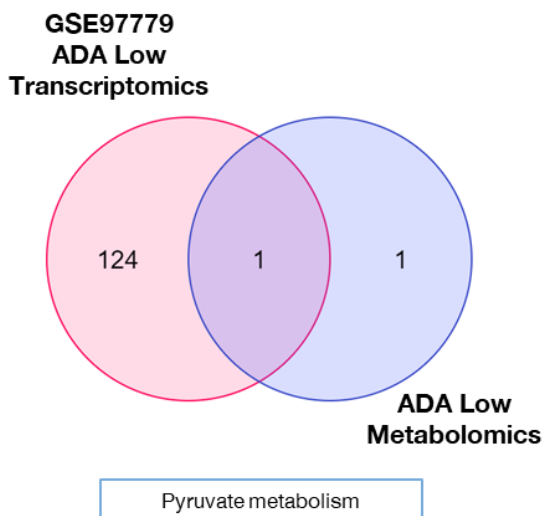 GSE97779
ADA Low
Transcriptomics
124
1
1
ADA Low
Metabolomics
Pyruvate metabolism